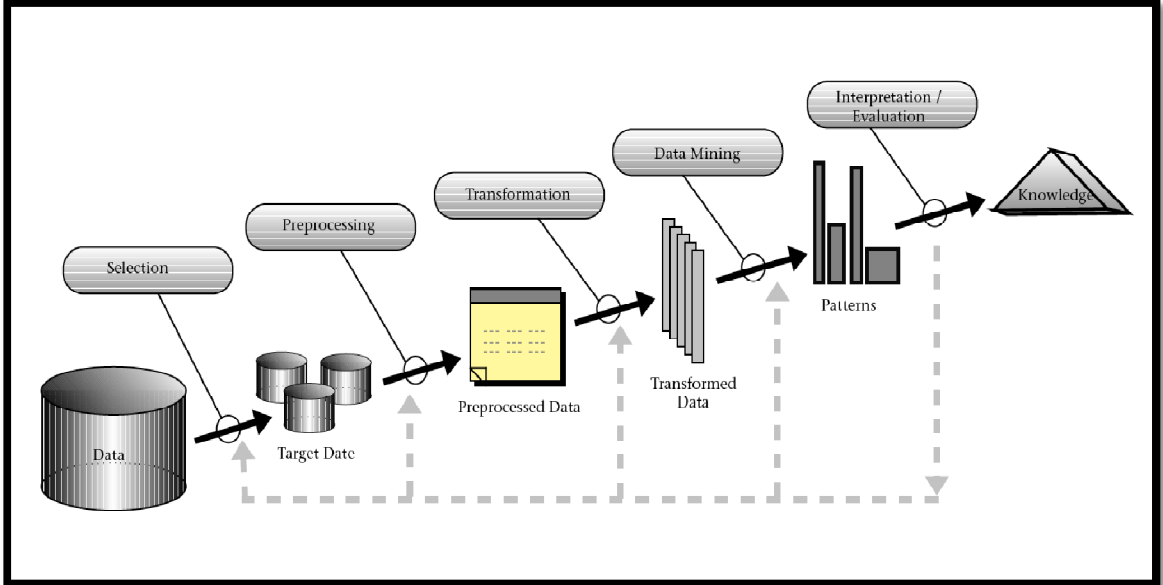 Interpretation /
Evaluation
Data Mining
Transformation
Preprocessing
Selection
Knowledge
Patterns
Transformed
Data
Preprocessed Data
Target Date
Data